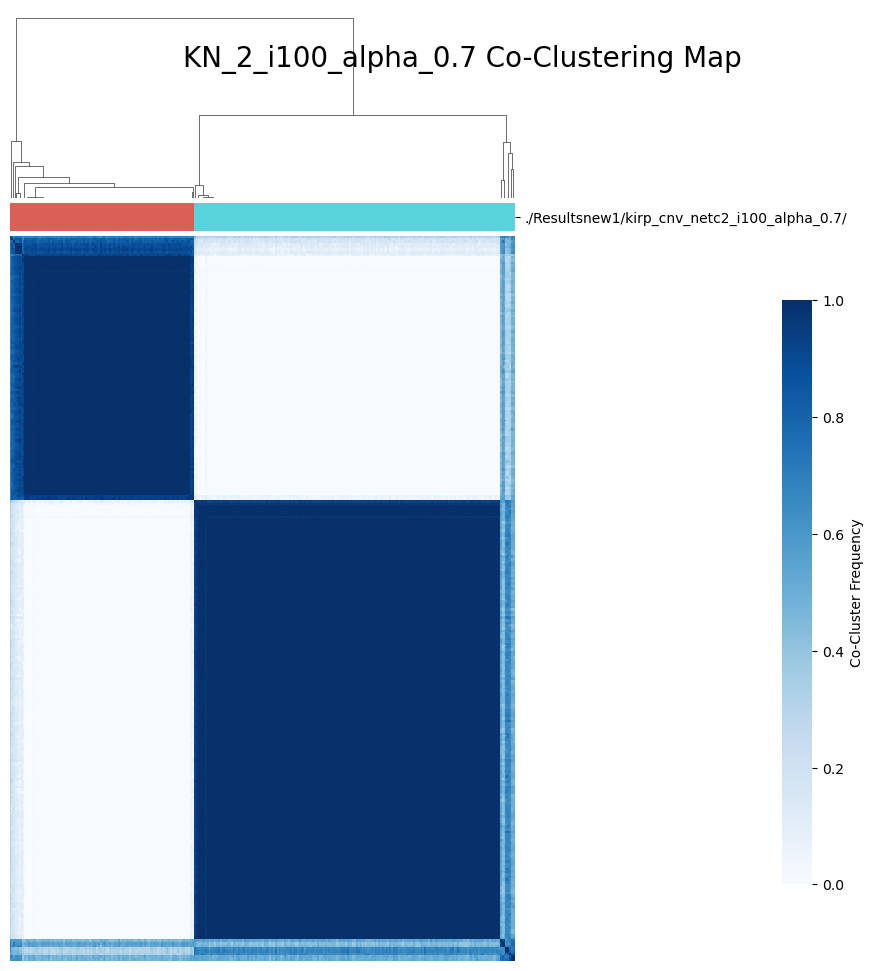 KN_2_i100_alpha_0.7 Co-Clustering Map
./Resultsnew1/kirp_cnv_netc2_i100_alpha_0.7/
1.0
0.8
0.6
0.4
0.2
0.0
Co-Cluster Frequency